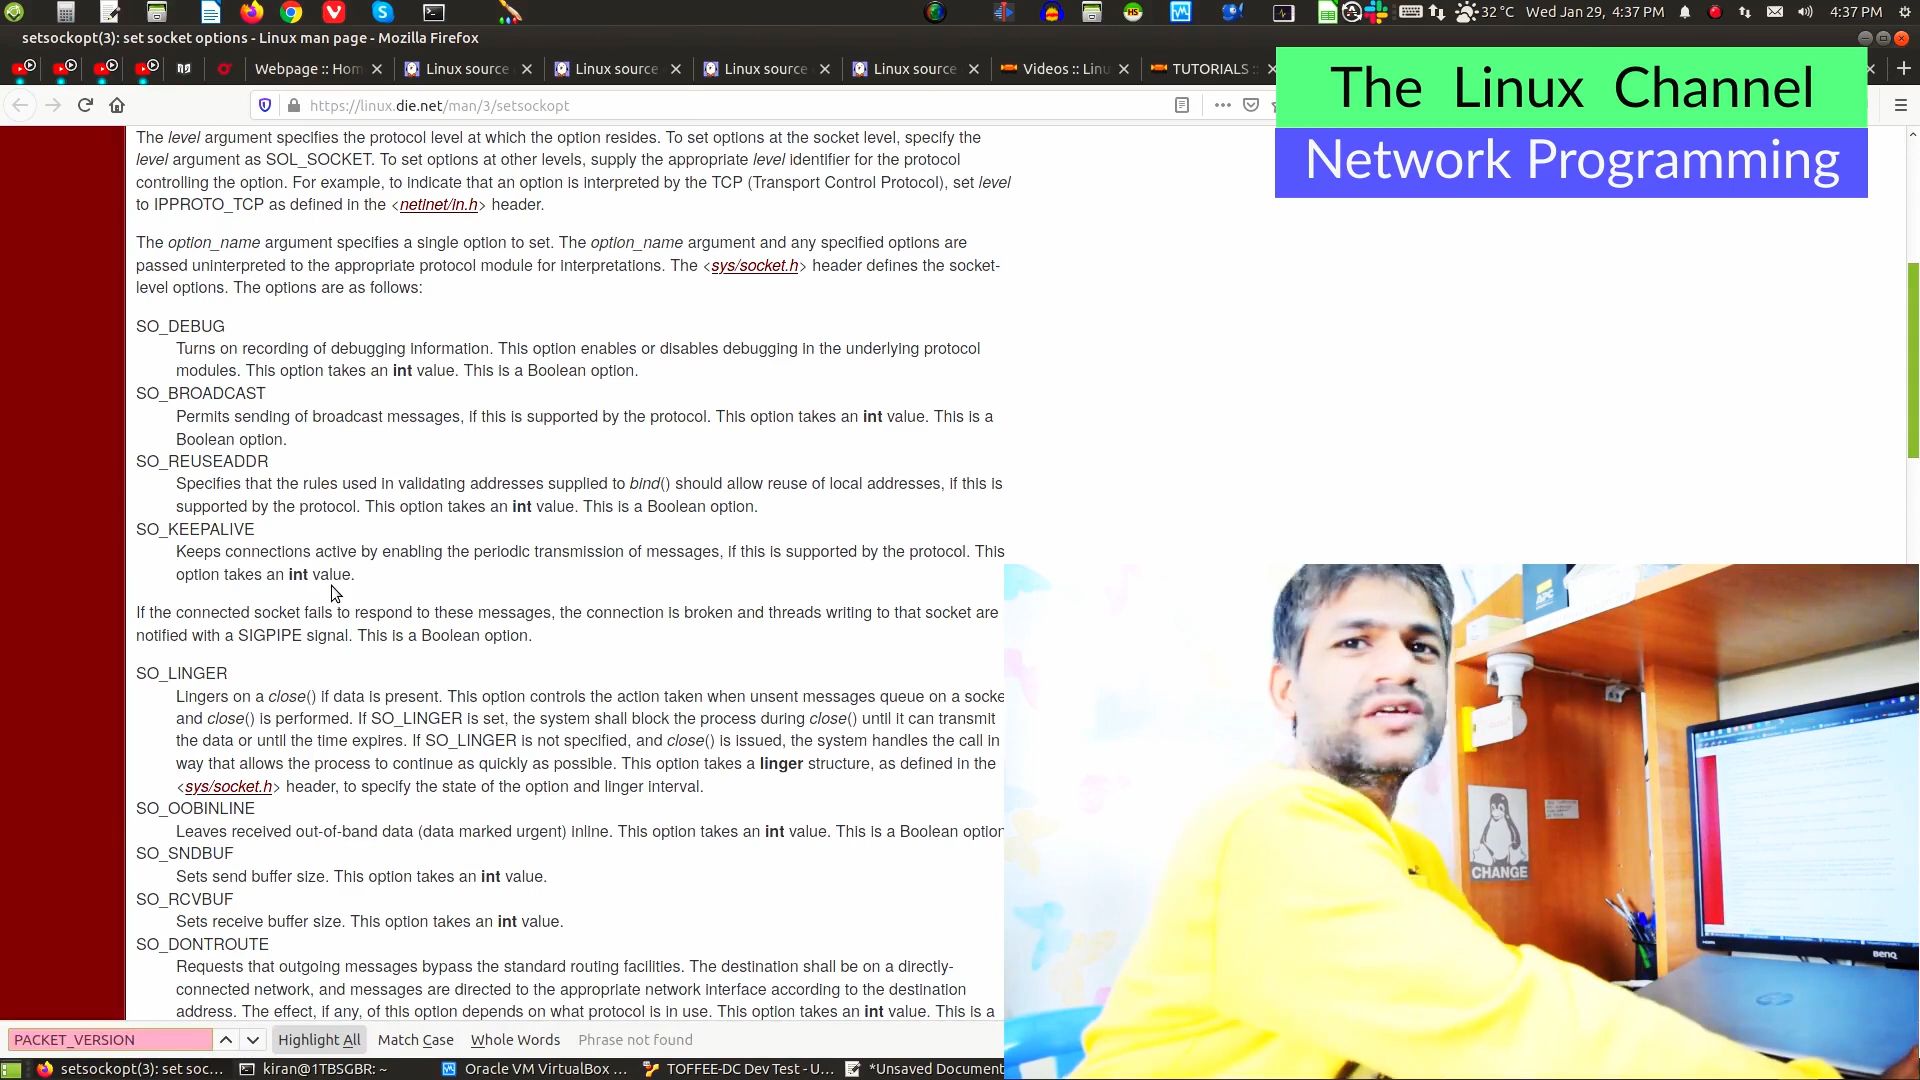 32 °C Wed Jan 29, 4:37 PM 4:37 PM
setsockopt(3): set socket options - Linux man page - Mozilla Firefox
Webpage :: Hom
Linux source
Linux source
Linux source
Linux source
Videos :: Linu
TUTORIALS :
https://linux.die.net/man/3/setsockopt
The Linux Channel
Network Programming
The level argument specifies the protocol level at which the option resides. To set options at the socket level, specify the
level argument as SOL_SOCKET. To set options at other levels, supply the appropriate level identifier for the protocol
controlling the option. For example, to indicate that an option is interpreted by the TCP (Transport Control Protocol), set level
to IPPROTO_TCP as defined in the <netinet/in.h> header.
The option_name argument specifies a single option to set. The option_name argument and any specified options are
passed uninterpreted to the appropriate protocol module for interpretations. The <sys/socket.h> header defines the socket-
level options. The options are as follows:
SO_DEBUG
Turns on recording of debugging information. This option enables or disables debugging in the underlying protocol
modules. This option takes an int value. This is a Boolean option.
SO_BROADCAST
Permits sending of broadcast messages, if this is supported by the protocol. This option takes an int value. This is a
Boolean option.
SO_REUSEADDR
Specifies that the rules used in validating addresses supplied to bind() should allow reuse of local addresses, if this is
supported by the protocol. This option takes an int value. This is a Boolean option.
SO_KEEPALIVE
Keeps connections active by enabling the periodic transmission of messages, if this is supported by the protocol. This
option takes an int value.
If the connected socket fails to respond to these messages, the connection is broken and threads writing to that socket are
notified with a SIGPIPE signal. This is a Boolean option.
SO_LINGER
Lingers on a close() if data is present. This option controls the action taken when unsent messages queue on a socke
and close() is performed. If SO_LINGER is set, the system shall block the process during close() until it can transmit
the data or until the time expires. If SO_LINGER is not specified, and close() is issued, the system handles the call in
way that allows the process to continue as quickly as possible. This option takes a linger structure, as defined in the
<sys/socket.h> header, to specify the state of the option and linger interval.
SO_OOBINLINE
Leaves received out-of-band data (data marked urgent) inline. This option takes an int value. This is a Boolean option
SO_SNDBUF
Sets send buffer size. This option takes an int value.
SO_RCVBUF
Sets receive buffer size. This option takes an int value.
SO_DONTROUTE
Requests that outgoing messages bypass the standard routing facilities. The destination shall be on a directly-
connected network, and messages are directed to the appropriate network interface according to the destination
address. The effect, if any, of this option depends on what protocol is in use. This option takes an int value. This is a
APC
CHANGE
BenQ
PACKET_VERSION Highlight All Match Case Whole Words Phrase not found
setsockopt(3): set soc... kiran@1TBSGBR: ~ Oracle VM VirtualBox ... TOFFEE-DC Dev Test - U... *Unsaved Document